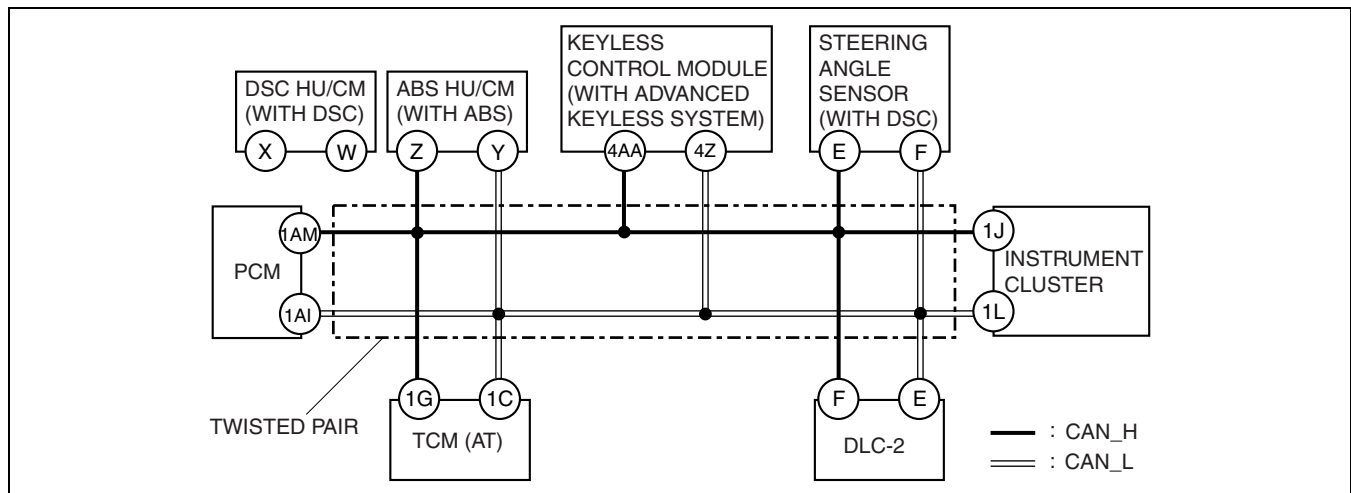 DSC HU/CM
(WITH DSC)
X
W
ABS HU/CM
(WITH ABS)
Z
Y
KEYLESS
CONTROL MODULE
(WITH ADVANCED
KEYLESS SYSTEM)
4AA
4Z
STEERING
ANGLE
SENSOR
(WITH DSC)
E
F
PCM
1AM
1AI
1J
1L
INSTRUMENT
CLUSTER
TWISTED PAIR
1G
1C
TCM (AT)
F
E
DLC-2
: CAN_H
: CAN_L